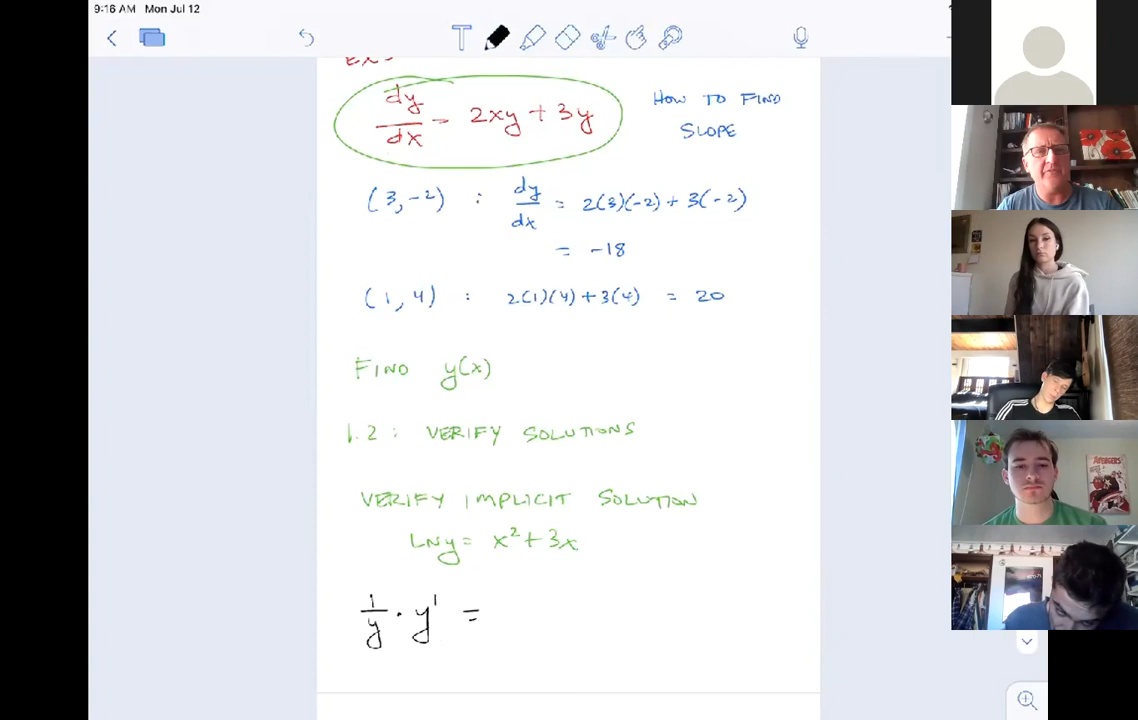 9:16 AM Mon Jul 12
dy/dx = 2xy + 3y
HOW TO FIND
SLOPE
(3, -2) : dy/dx = 2(3)(-2) + 3(-2)
= -18
(1, 4) : 2(1)(4) + 3(4) = 20
FIND y(x)
1.2 : VERIFY SOLUTIONS
VERIFY IMPLICIT SOLUTION
LNy = x² + 3x
1/y · y' =
AVENGERS